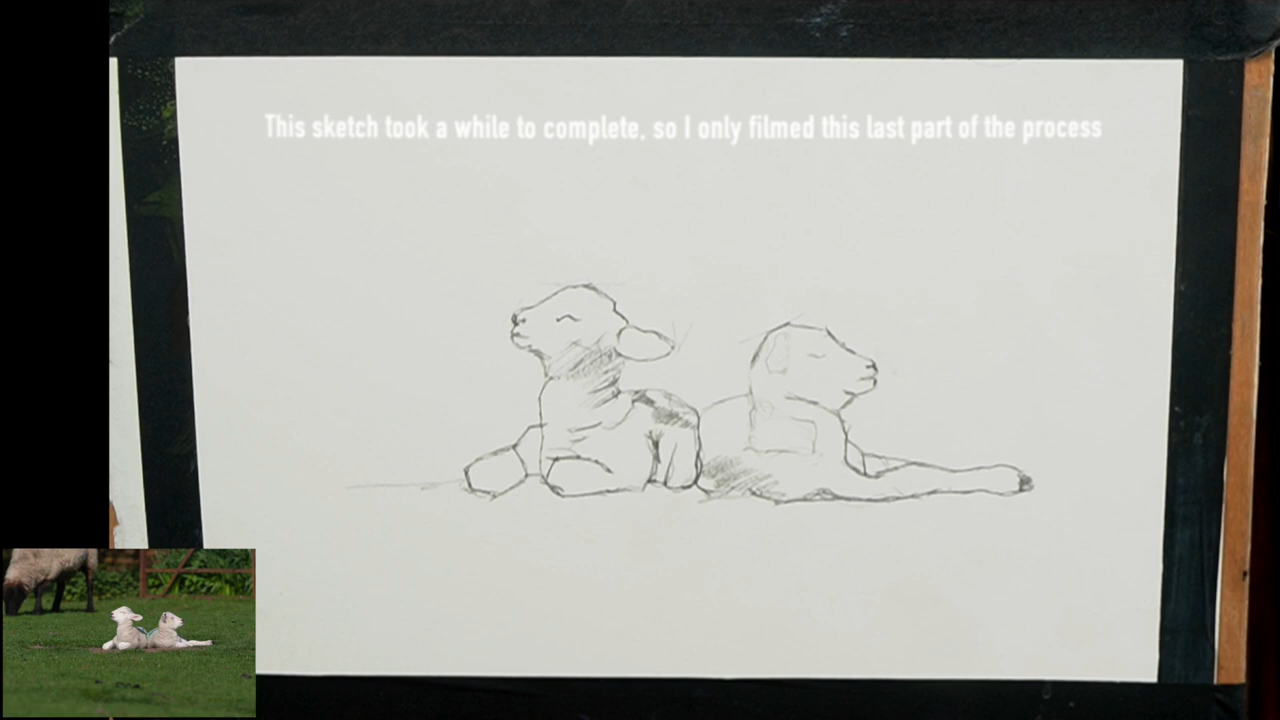 This sketch took a while to complete, so I only filmed this last part of the process